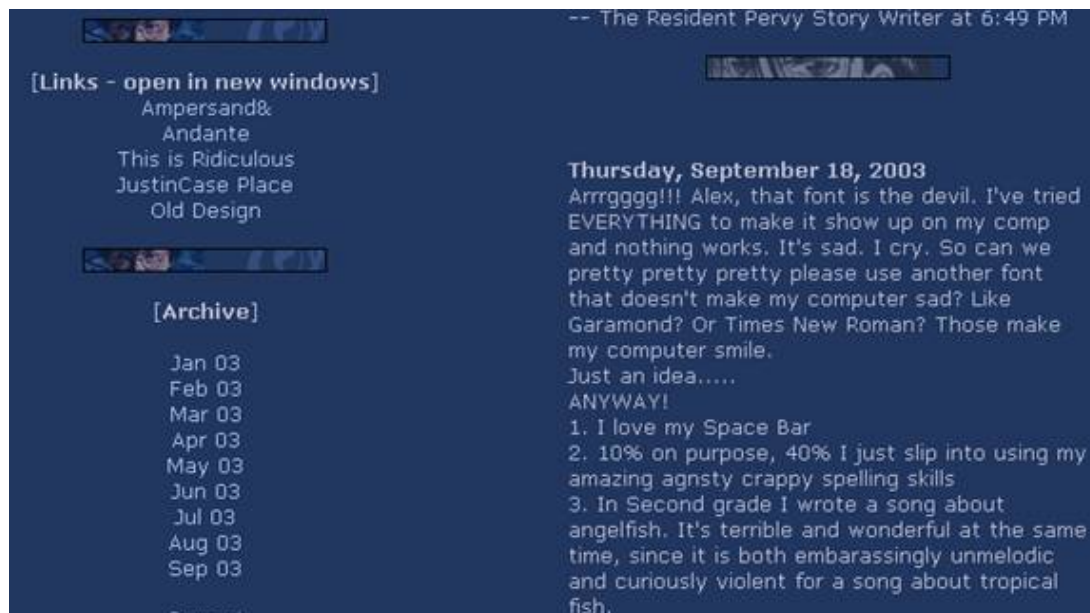 [Links - open in new windows]
Ampersand&
Andante
This is Ridiculous
JustinCase Place
Old Design
[Archive]
Jan 03
Feb 03
Mar 03
Apr 03
May 03
Jun 03
Jul 03
Aug 03
Sep 03
-- The Resident Pervy Story Writer at 6:49 PM
Thursday, September 18, 2003
Arrrgggg!!! Alex, that font is the devil. I've tried
EVERYTHING to make it show up on my comp
and nothing works. It's sad. I cry. So can we
pretty pretty pretty please use another font
that doesn't make my computer sad? Like
Garamond? Or Times New Roman? Those make
my computer smile.
Just an idea.....
ANYWAY!
1. I love my Space Bar
2. 10% on purpose, 40% I just slip into using my
amazing agnsty crappy spelling skills
3. In Second grade I wrote a song about
angelfish. It's terrible and wonderful at the same
time, since it is both embarassingly unmelodic
and curiously violent for a song about tropical
fish.